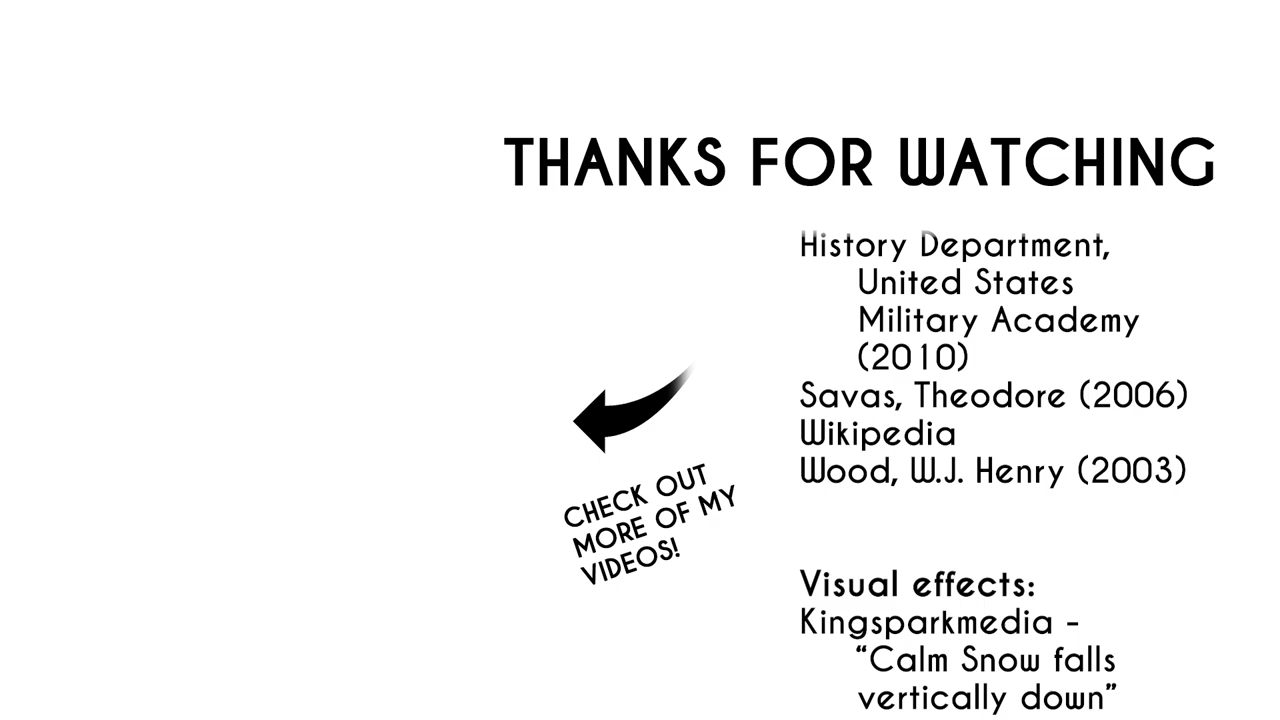 THANKS FOR WATCHING
History Department,
United States
Military Academy
(2010)
Savas, Theodore (2006)
Wikipedia
Wood, W.J. Henry (2003)
CHECK OUT
MORE OF MY
VIDEOS!
Visual effects:
Kingsparkmedia -
“Calm Snow falls
vertically down”